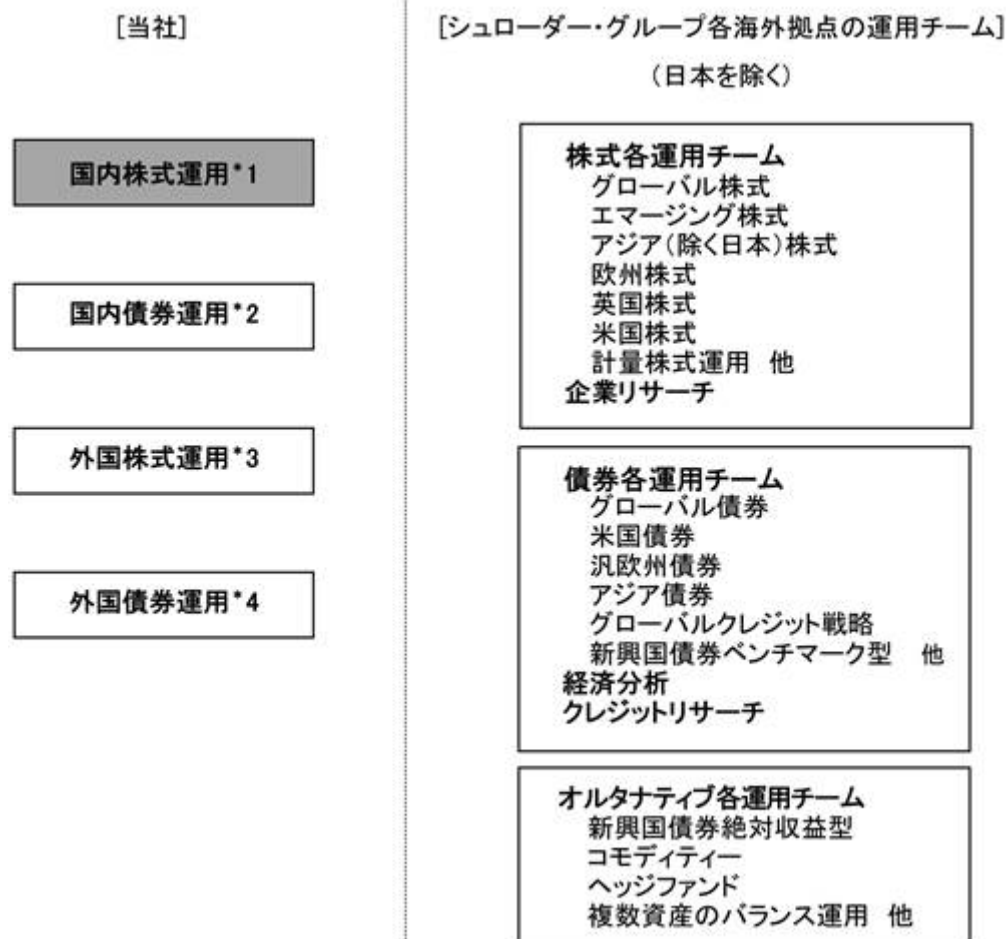 [当社]
国内株式運用*1
国内債券運用*2
外国株式運用*3
外国債券運用*4
[シュローダー・グループ各海外拠点の運用チーム]
(日本を除く)
株式各運用チーム
グローバル株式
エマージング株式
アジア(除く日本)株式
欧州株式
英国株式
米国株式
計量株式運用 他
企業リサーチ
債券各運用チーム
グローバル債券
米国債券
汎欧州債券
アジア債券
グローバルクレジット戦略
新興国債券ベンチマーク型 他
経済分析
クレジットリサーチ
オルタナティブ各運用チーム
新興国債券絶対収益型
コモディティー
ヘッジファンド
複数資産のバランス運用 他